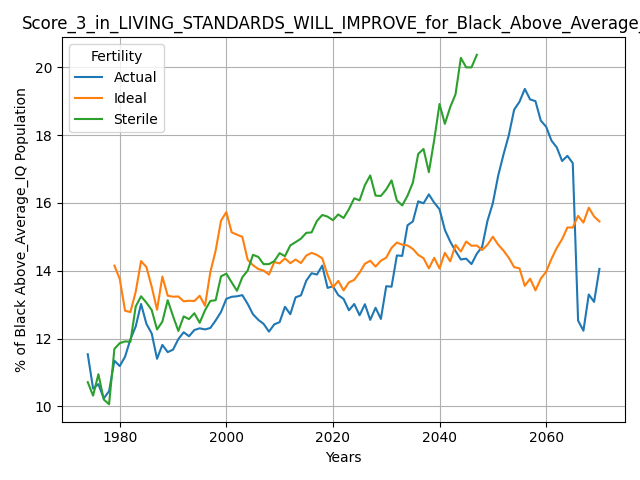 Score_3_in_LIVING_STANDARDS_WILL_IMPROVE_for_Black_Above_Average_
Fertility
Actual
Ideal
Sterile
% of Black Above_Average_IQ Population
20
18
16
14
12
10
1980
2000
2020
2040
2060
Years